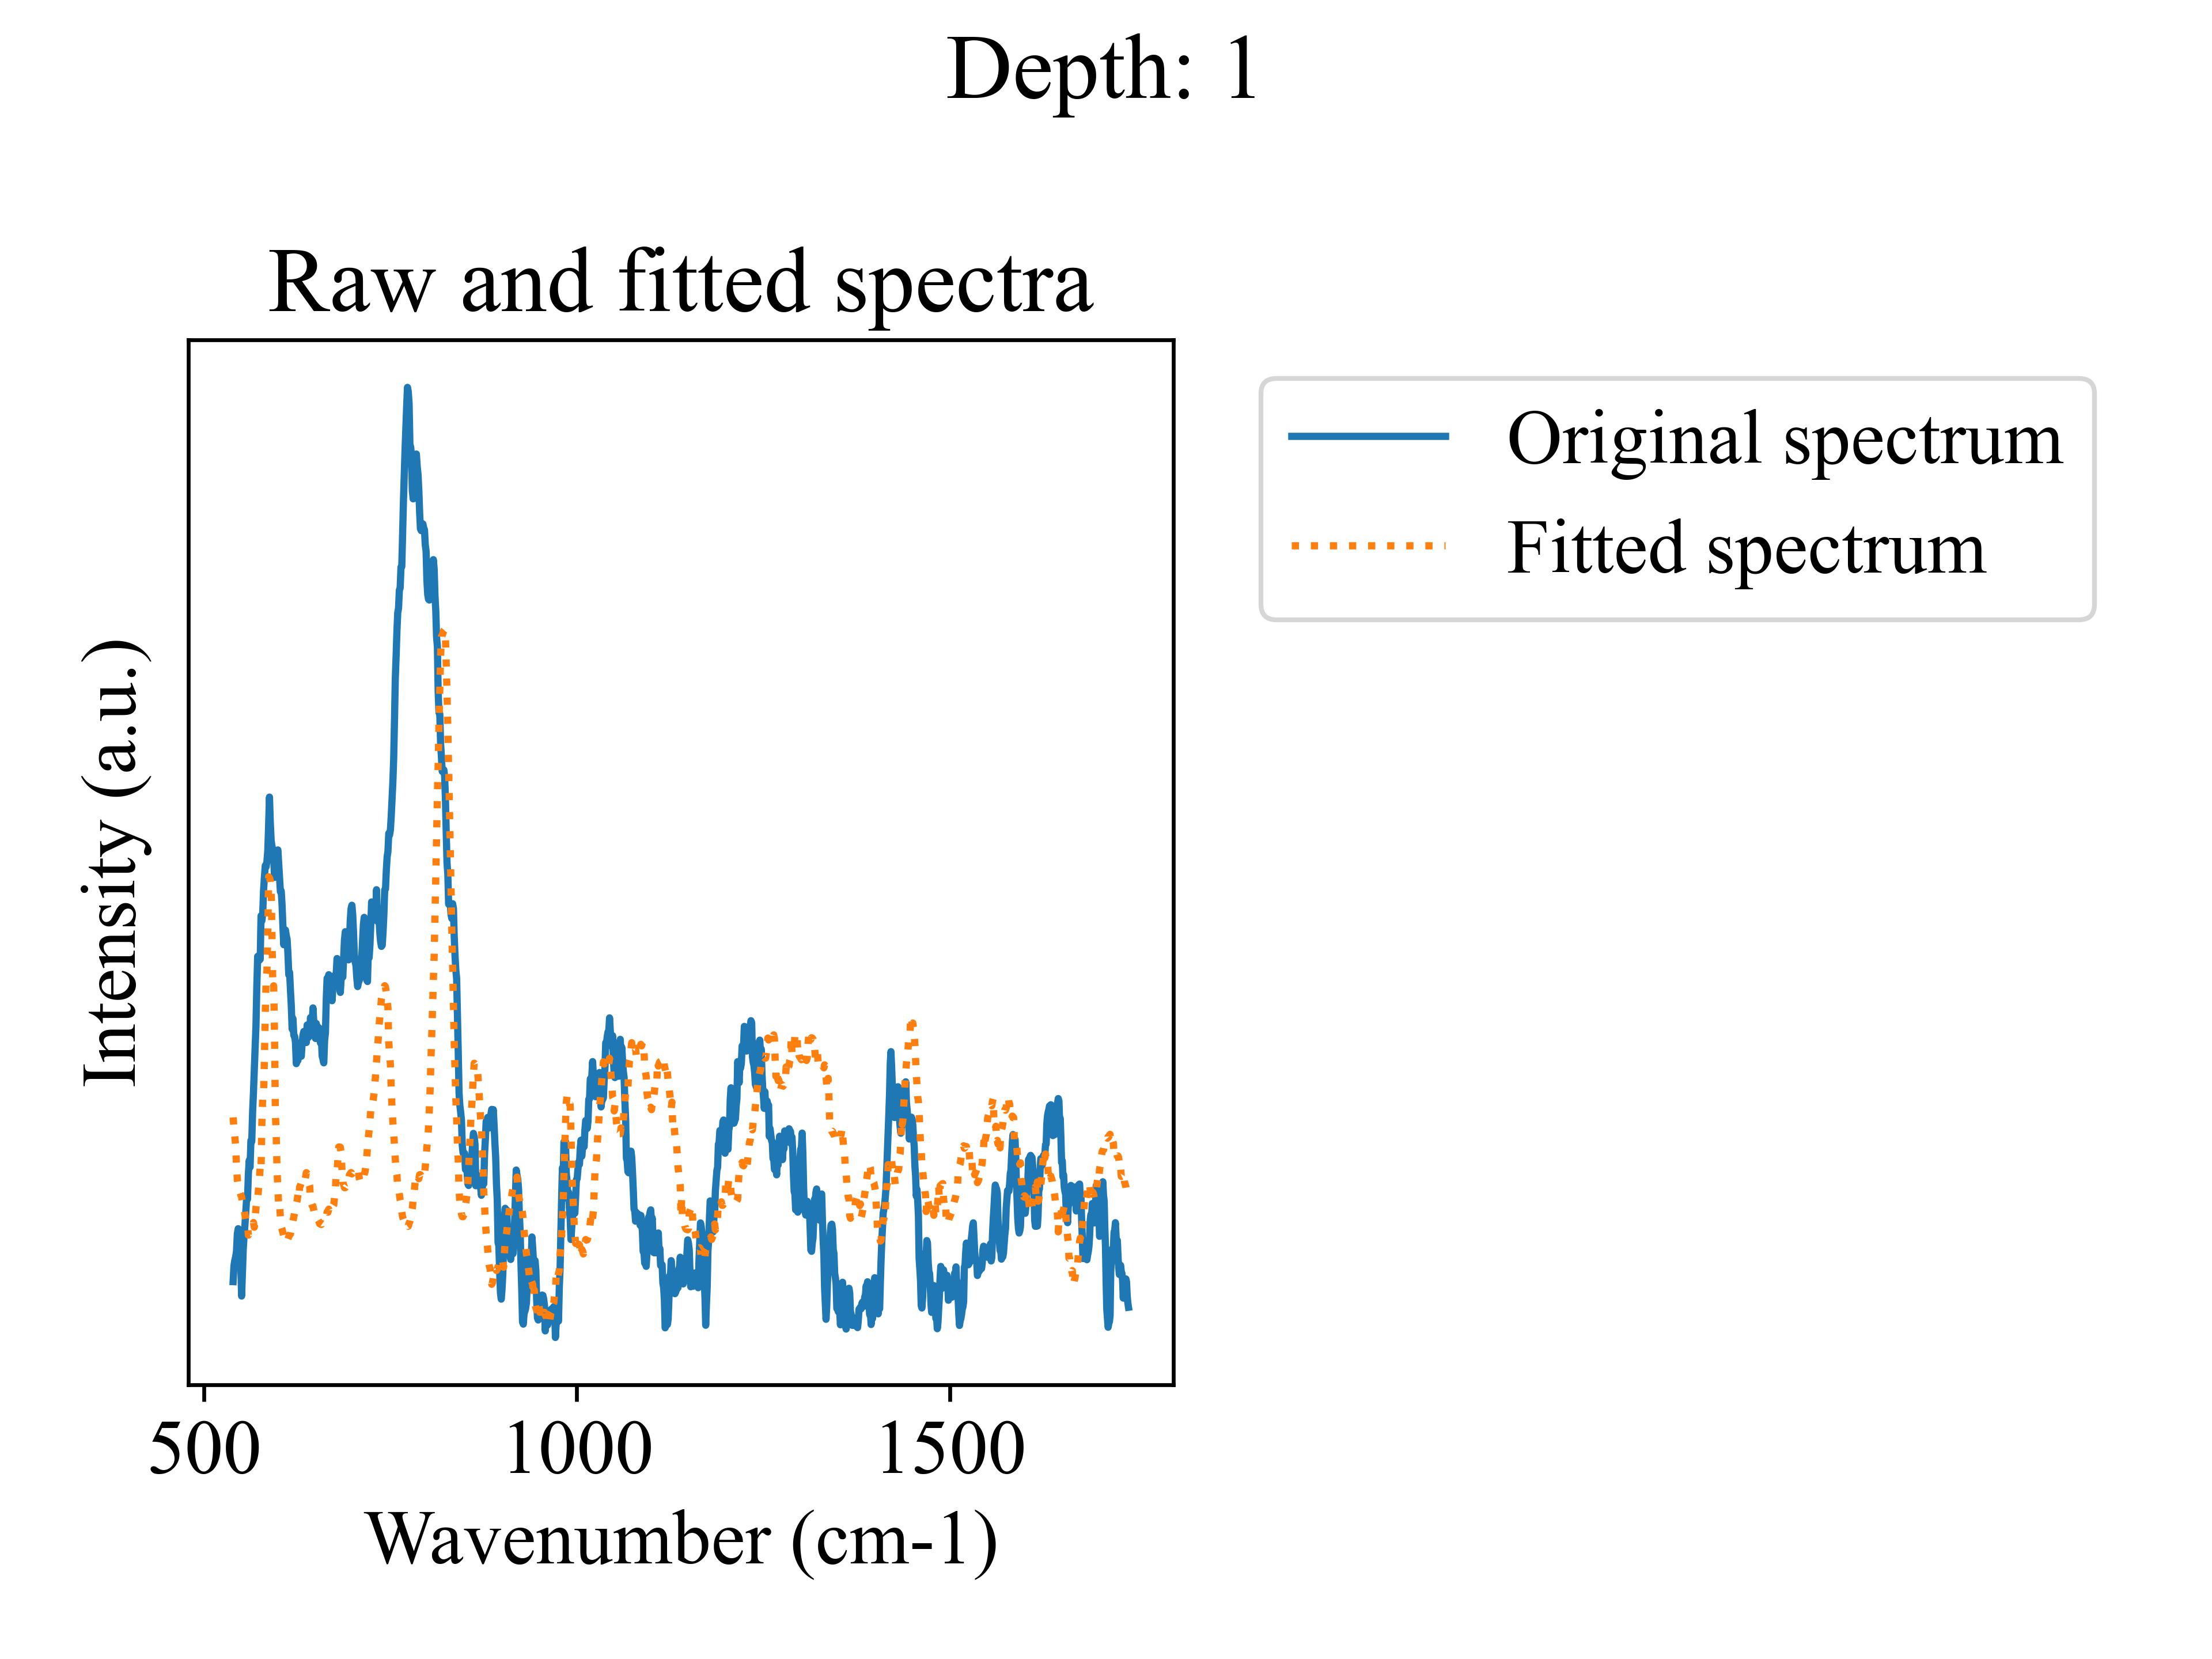 Depth: 1
Raw and fitted spectra
Original spectrum
Fitted spectrum
Intensity (a.u.)
500 1000 1500
Wavenumber (cm-1)